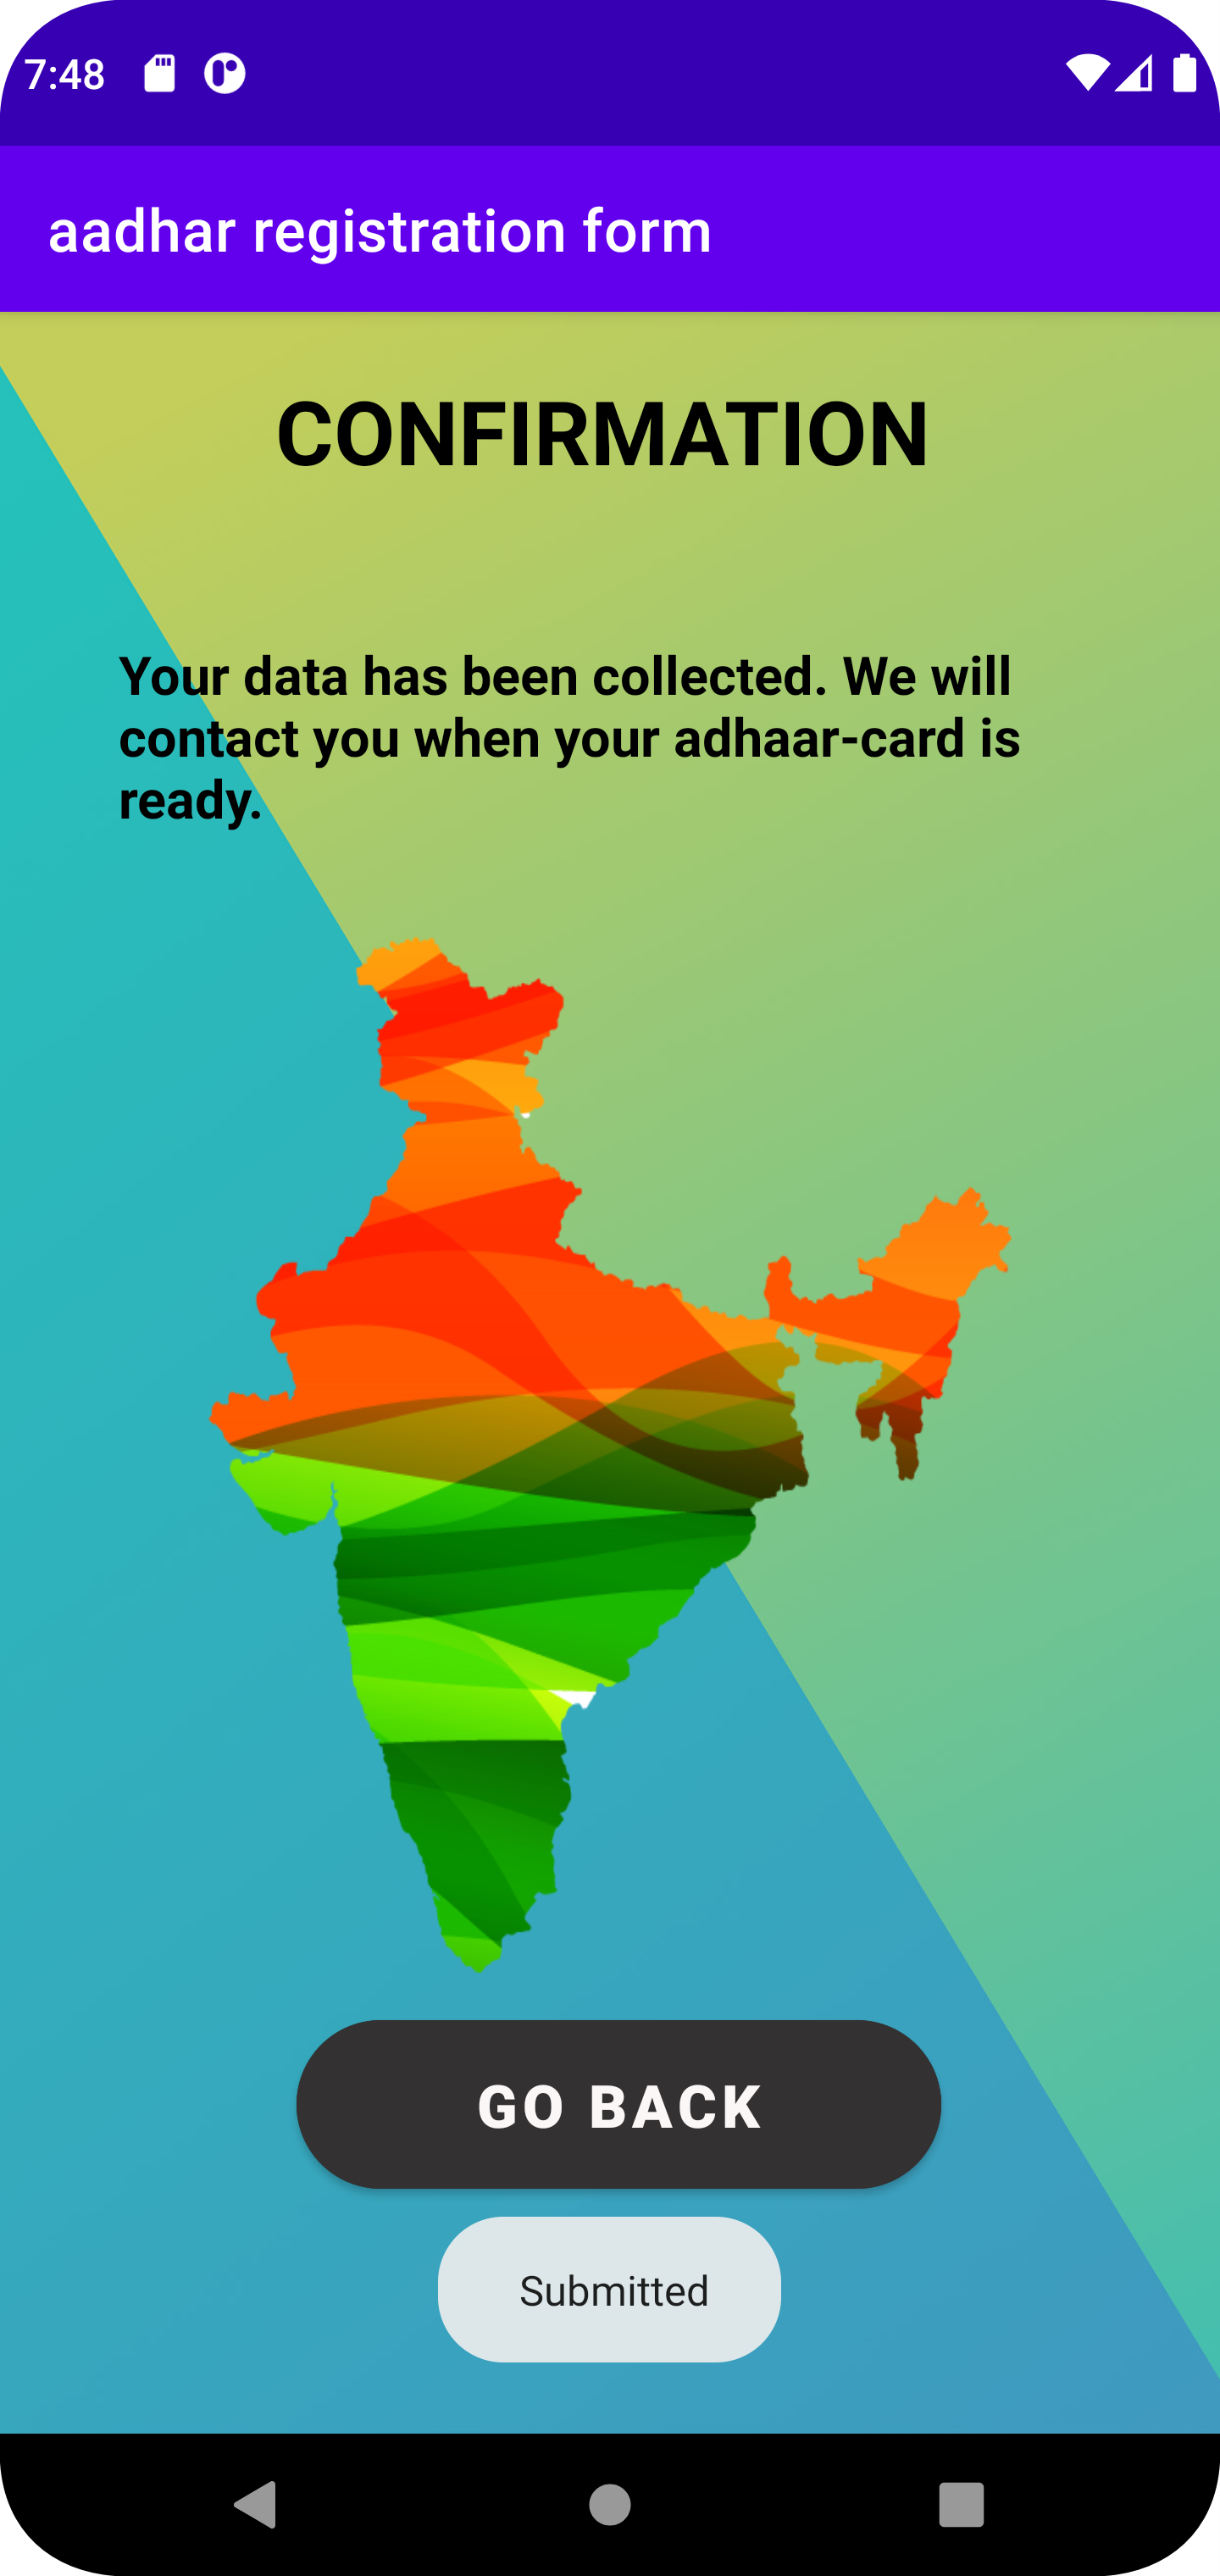 7:48
aadhar registration form
CONFIRMATION
Your data has been collected. We will
contact you when your adhaar-card is
ready.
GO BACK
Submitted